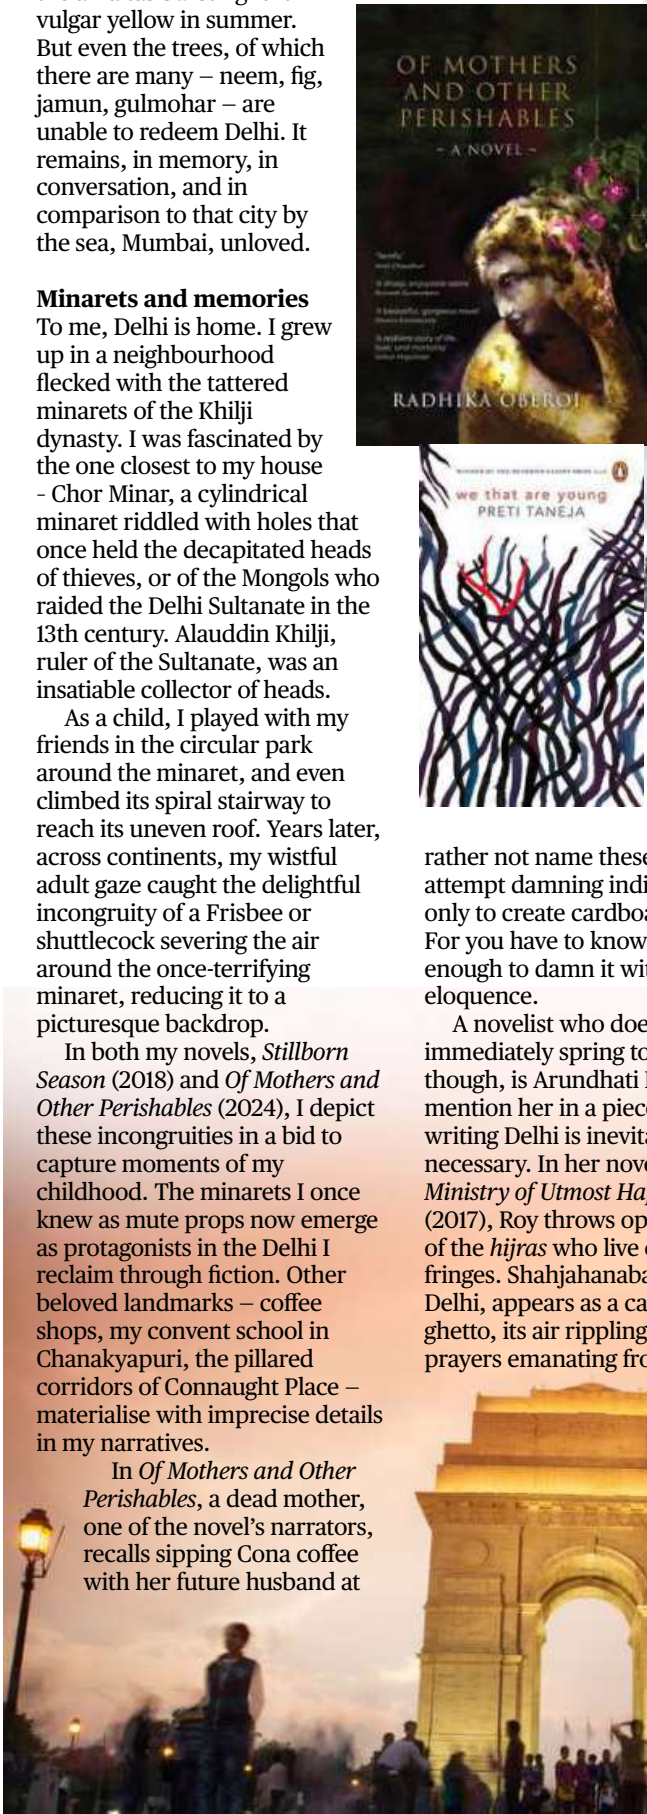 vulgar yellow in summer.
But even the trees, of which
there are many – neem, fig,
jamun, gulmohar – are
unable to redeem Delhi. It
remains, in memory, in
conversation, and in
comparison to that city by
the sea, Mumbai, unloved.
Minarets and memories
To me, Delhi is home. I grew
up in a neighbourhood
flecked with the tattered
minarets of the Khilji
dynasty. I was fascinated by
the one closest to my house
- Chor Minar, a cylindrical
minaret riddled with holes that
once held the decapitated heads
of thieves, or of the Mongols who
raided the Delhi Sultanate in the
13th century. Alauddin Khilji,
ruler of the Sultanate, was an
insatiable collector of heads.
As a child, I played with my
friends in the circular park
around the minaret, and even
climbed its spiral stairway to
reach its uneven roof. Years later,
across continents, my wistful
adult gaze caught the delightful
incongruity of a Frisbee or
shuttlecock severing the air
around the once-terrifying
minaret, reducing it to a
picturesque backdrop.
In both my novels, Stillborn
Season (2018) and Of Mothers and
Other Perishables (2024), I depict
these incongruities in a bid to
capture moments of my
childhood. The minarets I once
knew as mute props now emerge
as protagonists in the Delhi I
reclaim through fiction. Other
beloved landmarks – coffee
shops, my convent school in
Chanakyapuri, the pillared
corridors of Connaught Place –
materialise with imprecise details
in my narratives.
In Of Mothers and Other
Perishables, a dead mother,
one of the novel's narrators,
recalls sipping Cona coffee
with her future husband at
OF MOTHERS
AND OTHER
PERISHABLES
~ A NOVEL ~
RADHIKA OBEROI
we that are young
PRETI TANEJA
rather not name these
attempt damning indi
only to create cardboa
For you have to know
enough to damn it wit
eloquence.
A novelist who doe
immediately spring to
though, is Arundhati
mention her in a piece
writing Delhi is inevita
necessary. In her nove
Ministry of Utmost Ha
(2017), Roy throws op
of the hijras who live
fringes. Shahjahanaba
Delhi, appears as a ca
ghetto, its air rippling
prayers emanating fro